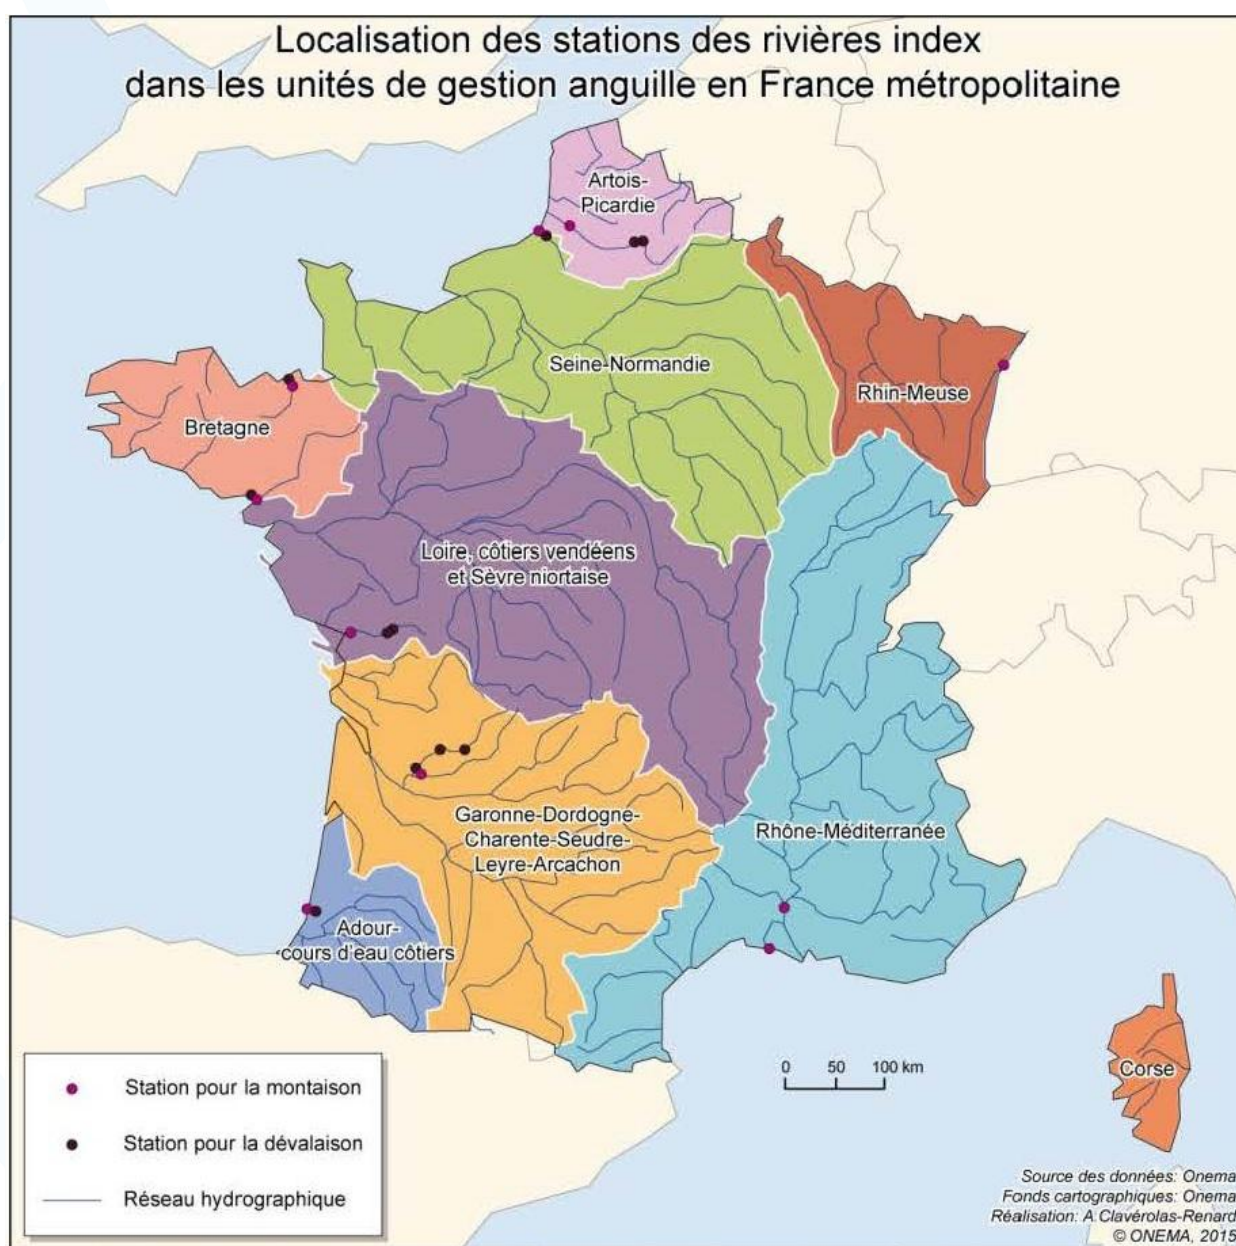 Localisation des stations des rivières index
dans les unités de gestion anguille en France métropolitaine
Artois-
Picardie
Seine-Normandie
Rhin-Meuse
Bretagne
Loire, côtiers vendéens
et Sèvre niortaise
Garonne-Dordogne-
Charente-Seudre-
Leyre-Arcachon
Rhône-Méditerranée
Adour-
cours d'eau côtiers
Corse
0 50 100 km
Station pour la montaison
Station pour la dévalaison
Réseau hydrographique
Source des données: Onema
Fonds cartographiques: Onema
Réalisation: A.Clavérolas-Renard
© ONEMA, 2015